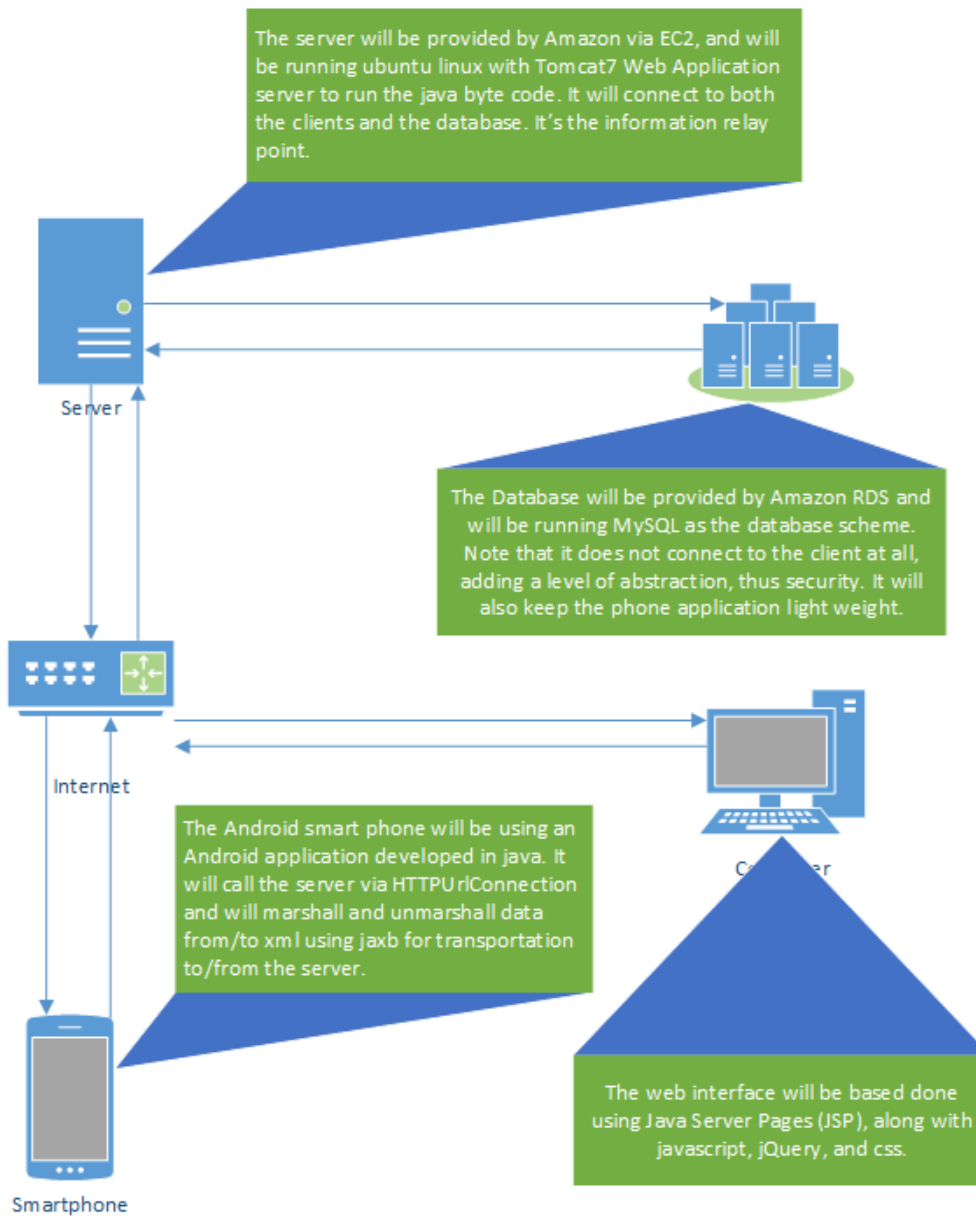 The server will be provided by Amazon via EC2, and will
be running ubuntu linux with Tomcat7 Web Application
server to run the java byte code. It will connect to both
the clients and the database. It's the information relay
point.
Server
The Database will be provided by Amazon RDS and
will be running MySQL as the database scheme.
Note that it does not connect to the client at all,
adding a level of abstraction, thus security. It will
also keep the phone application light weight.
Internet
The Android smart phone will be using an
Android application developed in java. It
will call the server via HTTPUrlConnection
and will marshall and unmarshall data
from/to xml using jaxb for transportation
to/from the server.
The web interface will be based done
using Java Server Pages (JSP), along with
javascript, jQuery, and css.
Smartphone